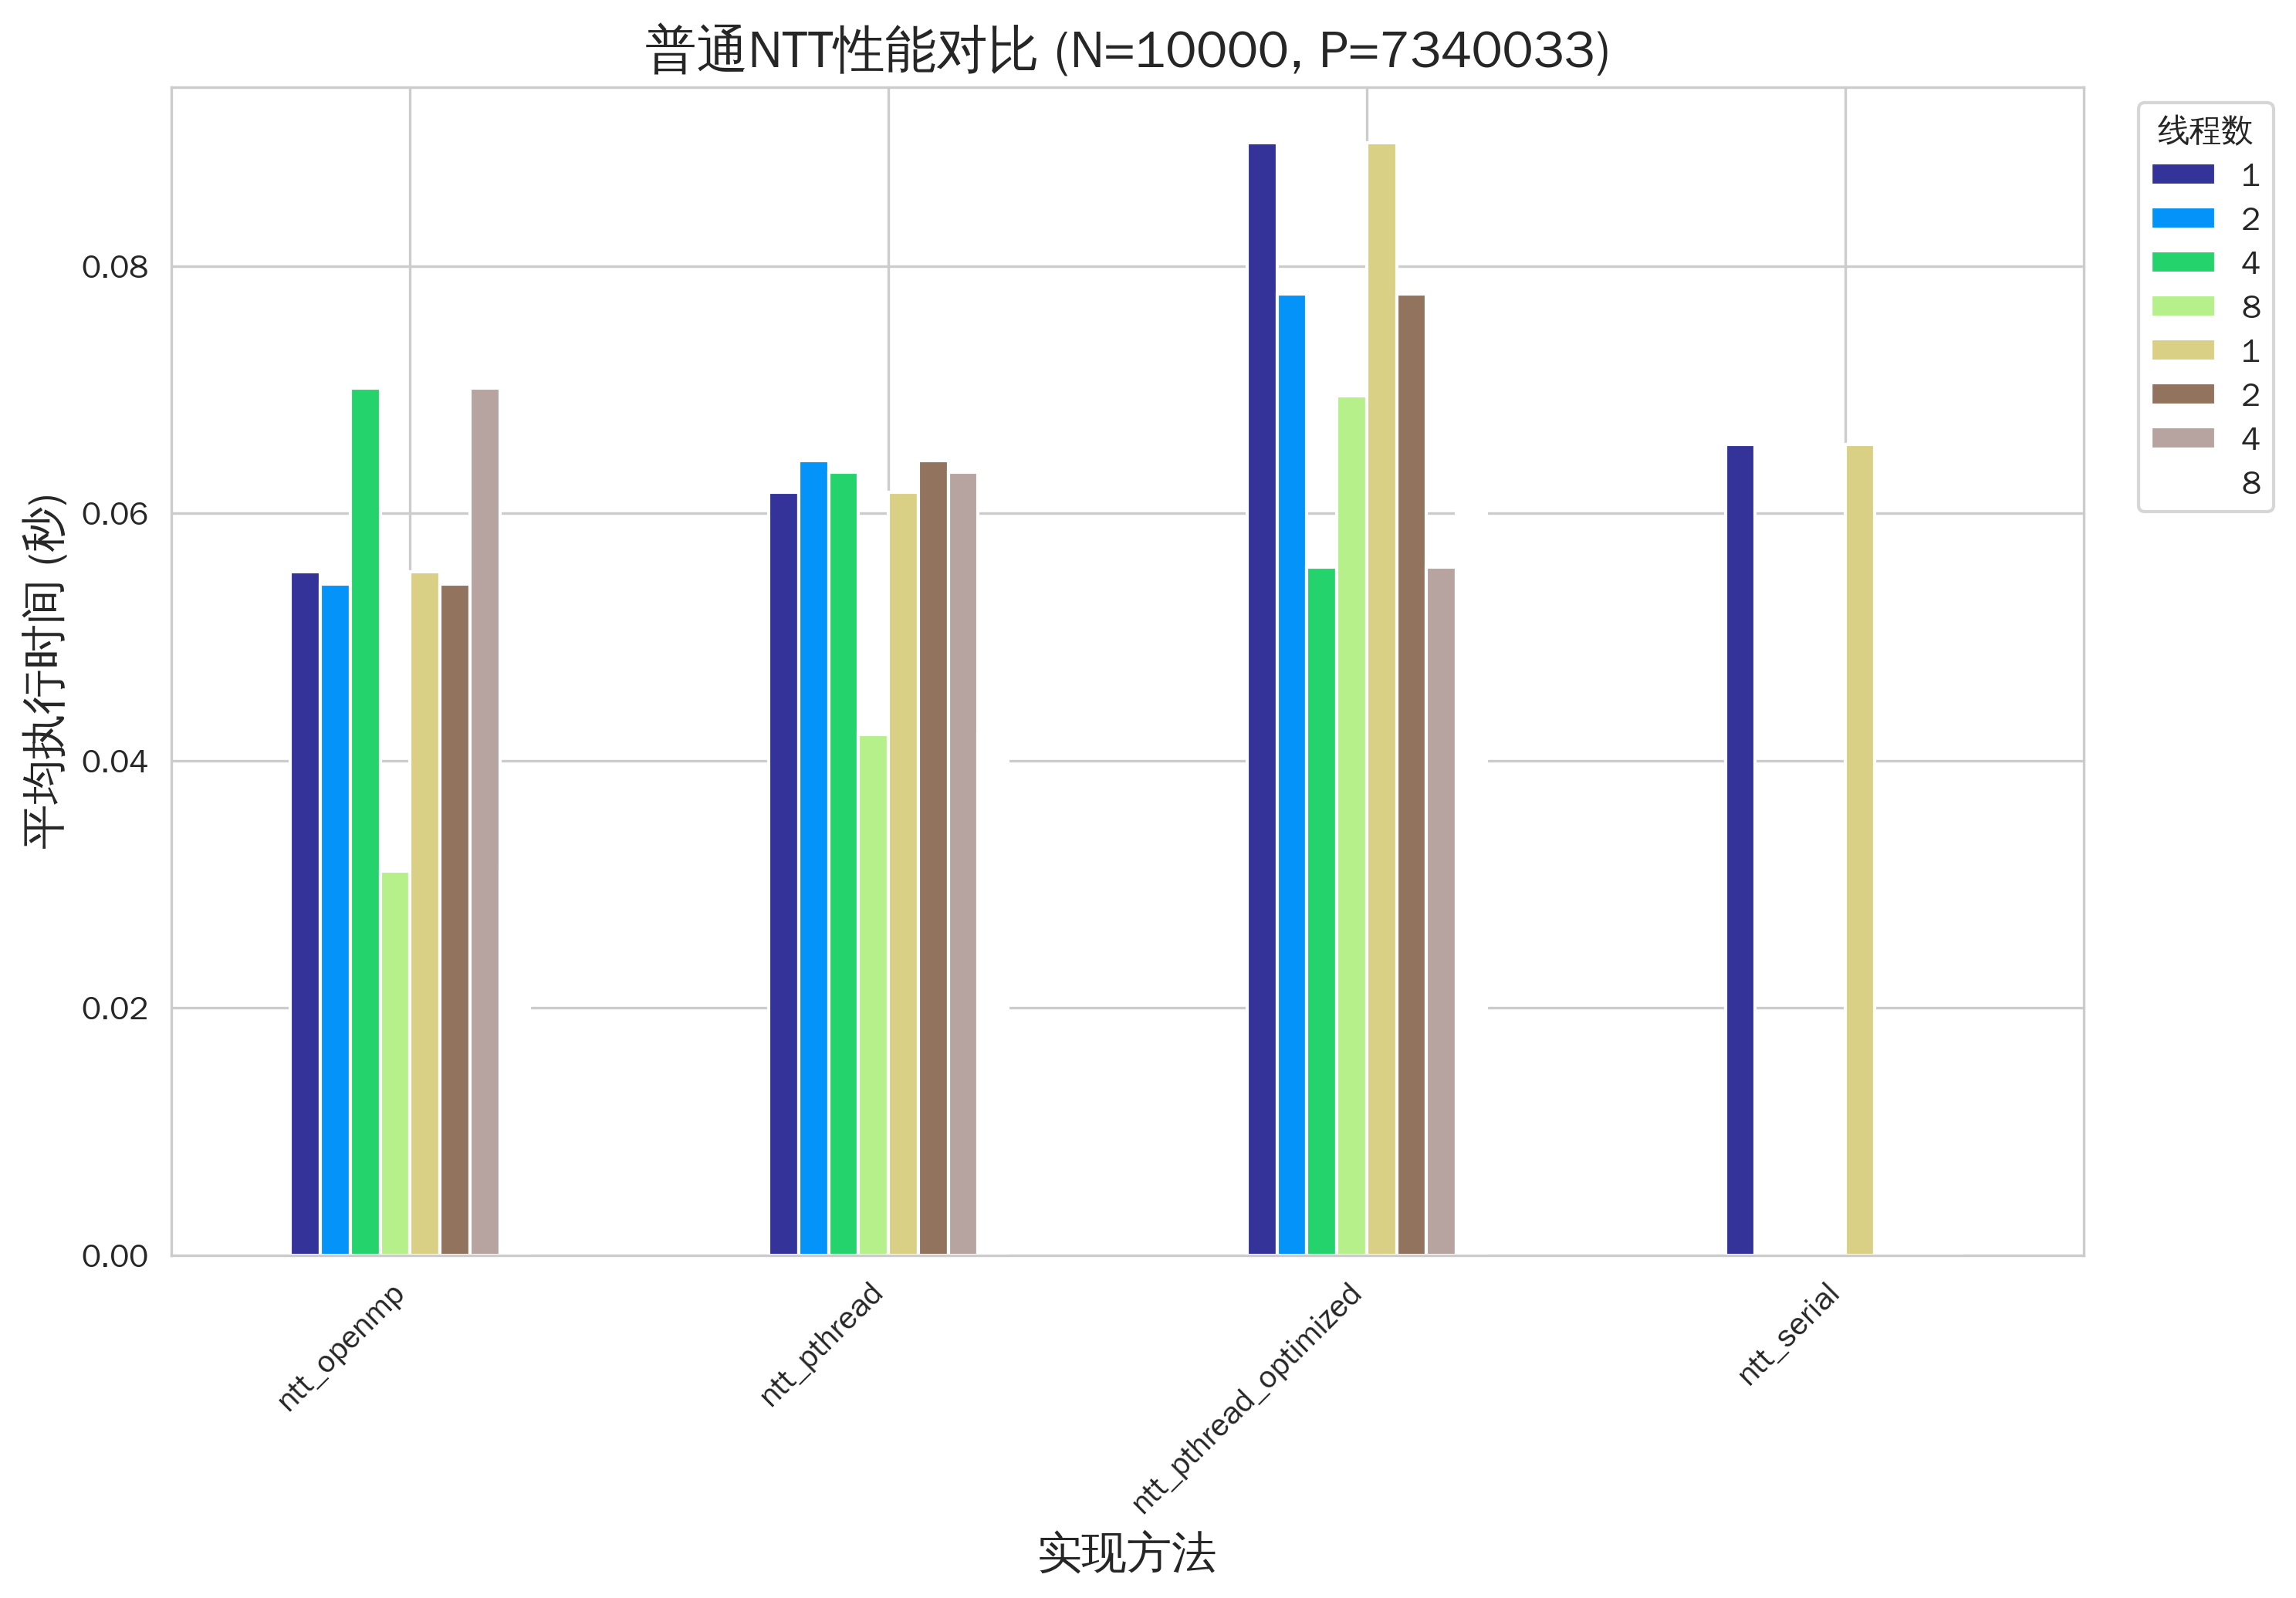 普通NTT性能对比 (N=10000, P=7340033)
平均执行时间 (秒)
0.08
0.06
0.04
0.02
0.00
ntt_openmp
ntt_pthread
ntt_pthread_optimized
ntt_serial
实现方法
线程数
1
2
4
8
1
2
4
8